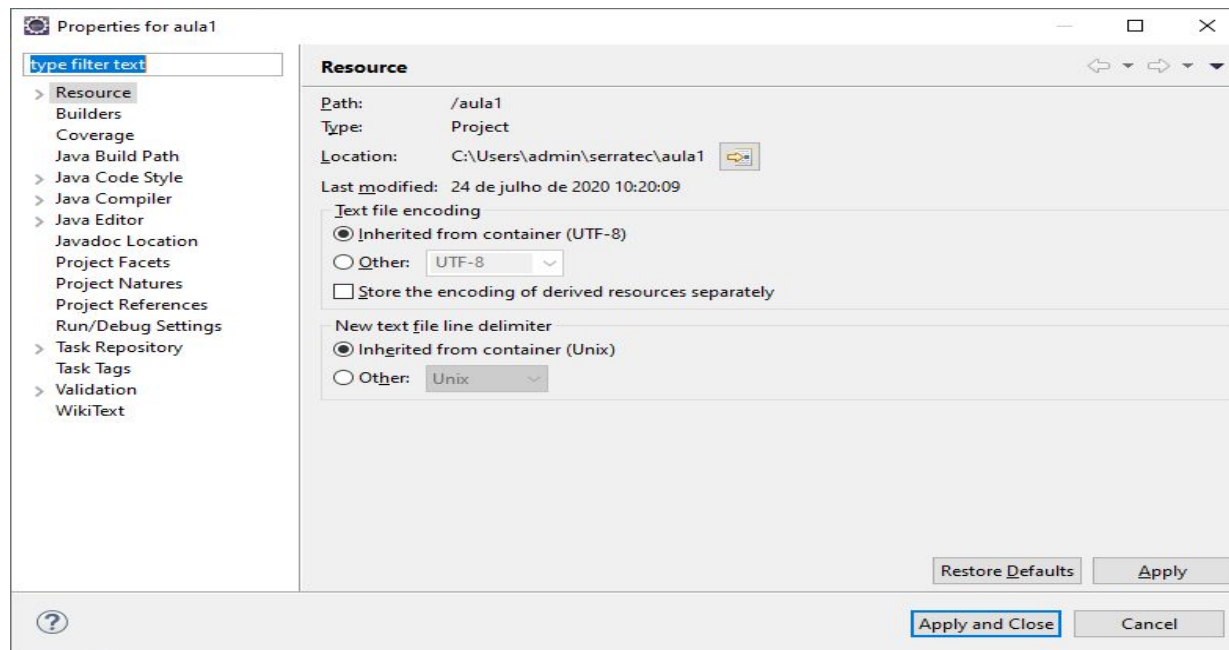 Properties for aula1
type filter text
Resource
Builders
Coverage
Java Build Path
Java Code Style
Java Compiler
Java Editor
Javadoc Location
Project Facets
Project Natures
Project References
Run/Debug Settings
Task Repository
Task Tags
Validation
WikiText
Resource
Path: /aula1
Type: Project
Location: C:\Users\admin\serratec\aula1
Last modified: 24 de julho de 2020 10:20:09
Text file encoding
Inherited from container (UTF-8)
Other: UTF-8
Store the encoding of derived resources separately
New text file line delimiter
Inherited from container (Unix)
Other: Unix
Restore Defaults Apply
? Apply and Close Cancel